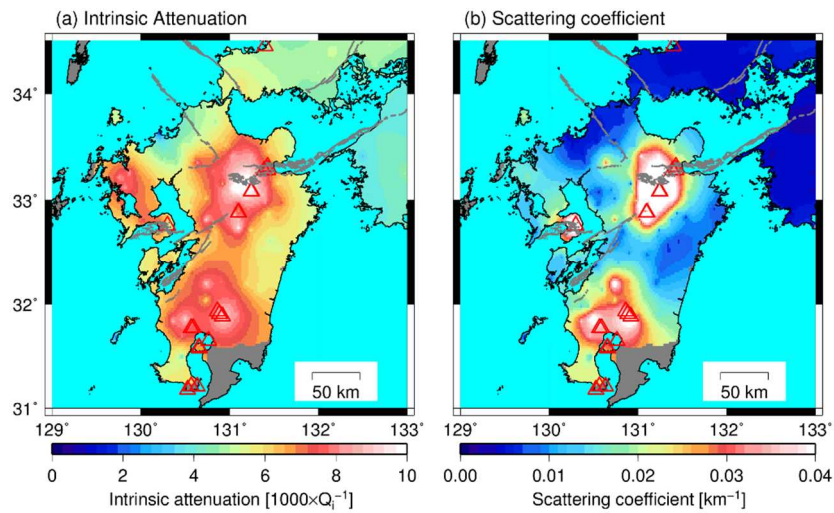 (a) Intrinsic Attenuation
(b) Scattering coefficient
34˚
33˚
32˚
31˚
50 km
50 km
129˚ 130˚ 131˚ 132˚ 133˚
129˚ 130˚ 131˚ 132˚ 133˚
0 2 4 6 8 10
0.00 0.01 0.02 0.03 0.04
Intrinsic attenuation [1000×Qᵢ⁻¹]
Scattering coefficient [km⁻¹]